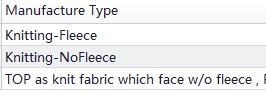 Manufacture Type
Knitting-Fleece
Knitting-NoFleece
TOP as knit fabric which face w/o fleece ,